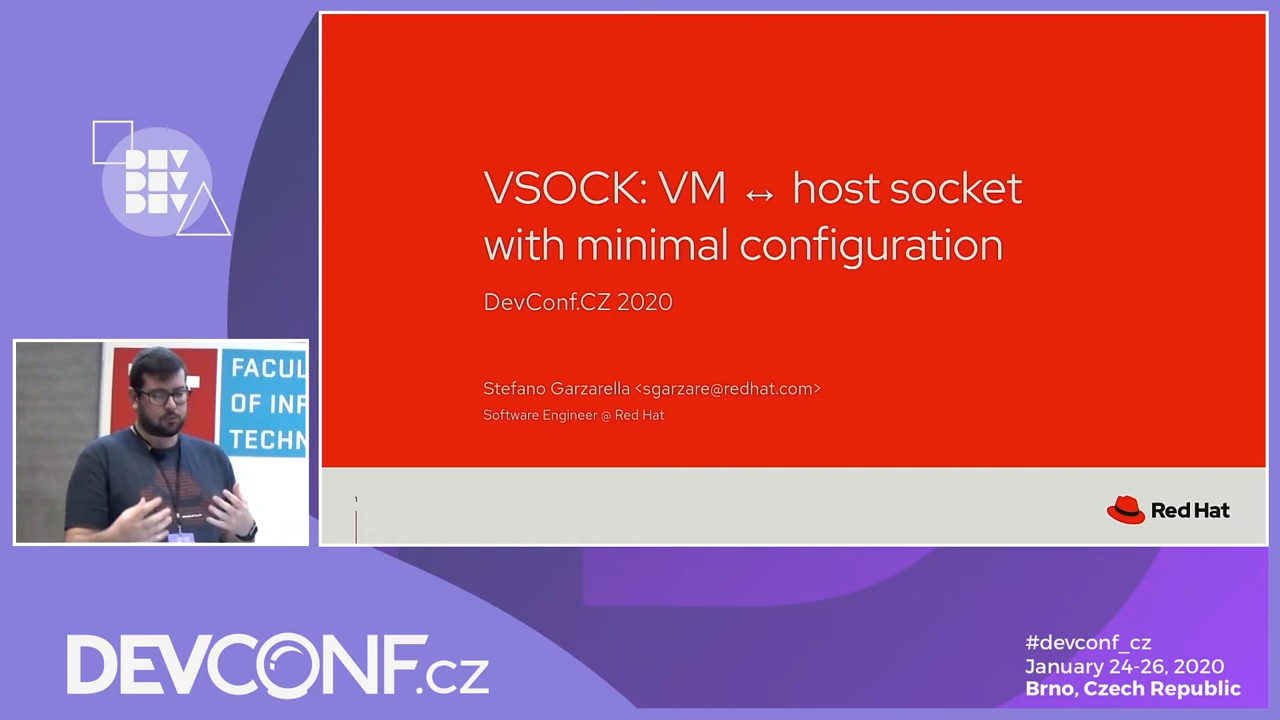 DEV
DEV
DEV
VSOCK: VM ↔ host socket
with minimal configuration
DevConf.CZ 2020
Stefano Garzarella <sgarzare@redhat.com>
Software Engineer @ Red Hat
1
Red Hat
FACUL
OF INF
TECHN
DEVCONF.cz
#devconf_cz
January 24-26, 2020
Brno, Czech Republic